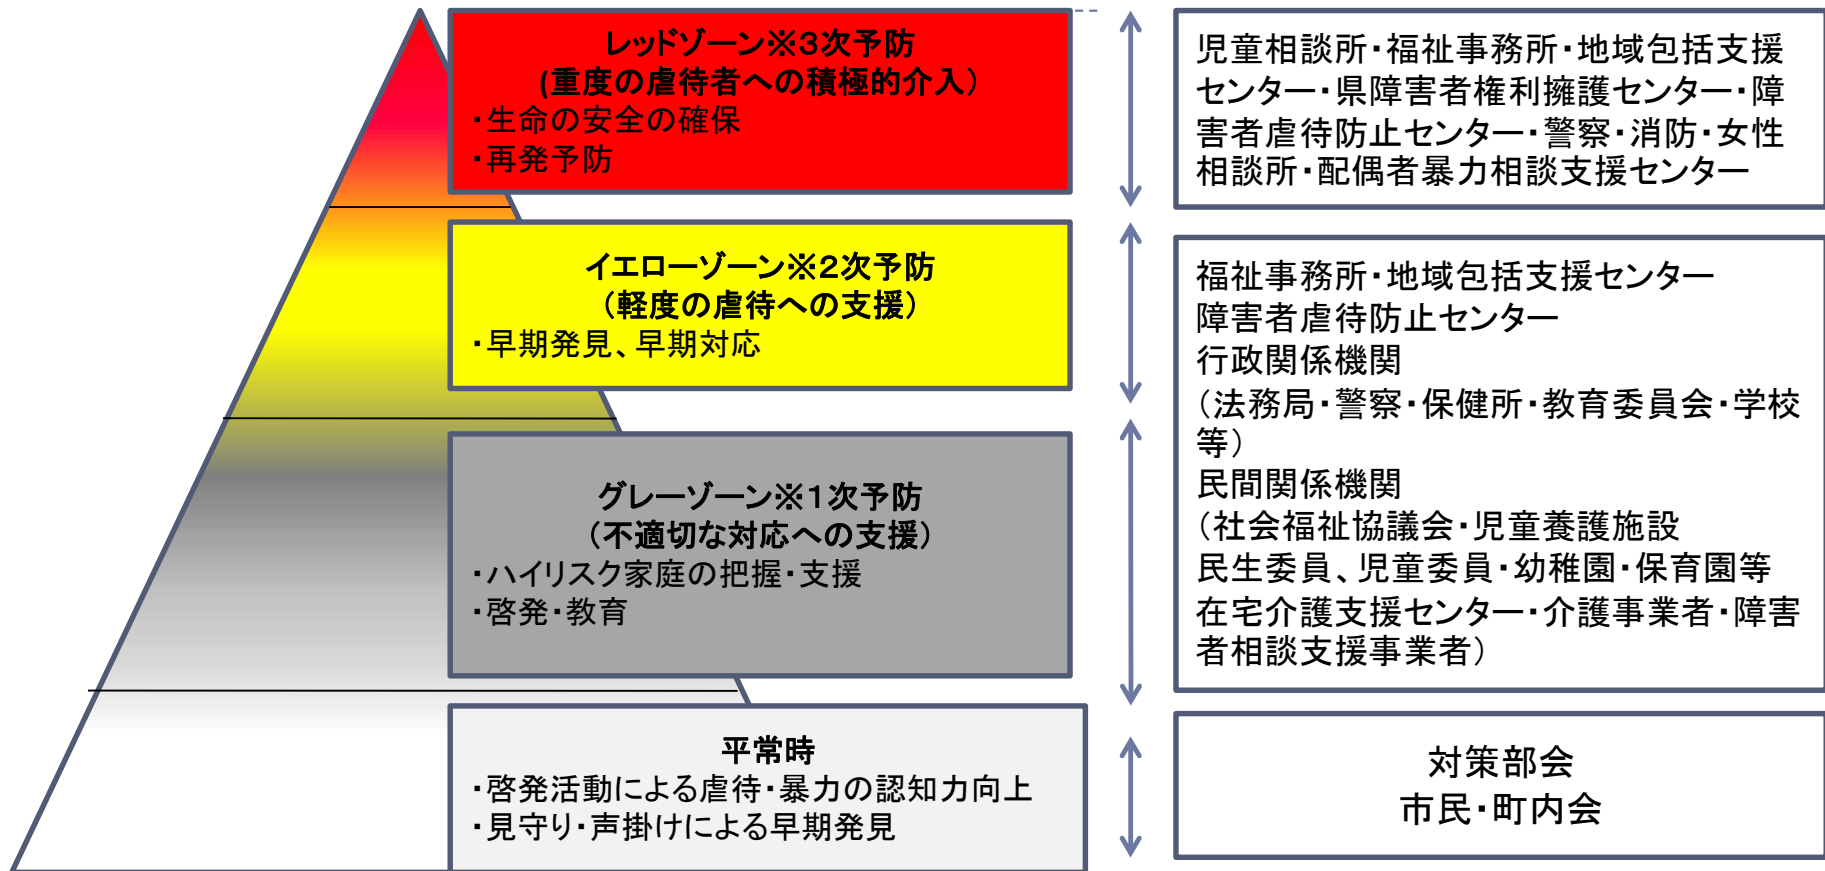 レッドゾーン※３次予防
(重度の虐待者への積極的介入）
・生命の安全の確保
・再発予防
児童相談所・福祉事務所・地域包括支援
センター・県障害者権利擁護センター・障
害者虐待防止センター・警察・消防・女性
相談所・配偶者暴力相談支援センター
イエローゾーン※２次予防
（軽度の虐待への支援）
・早期発見、早期対応
グレーゾーン※１次予防
（不適切な対応への支援）
・ハイリスク家庭の把握・支援
・啓発・教育
福祉事務所・地域包括支援センター
障害者虐待防止センター
行政関係機関
（法務局・警察・保健所・教育委員会・学校
等）
民間関係機関
（社会福祉協議会・児童養護施設
民生委員、児童委員・幼稚園・保育園等
在宅介護支援センター・介護事業者・障害
者相談支援事業者）
平常時
・啓発活動による虐待・暴力の認知力向上
・見守り・声掛けによる早期発見
対策部会
市民・町内会